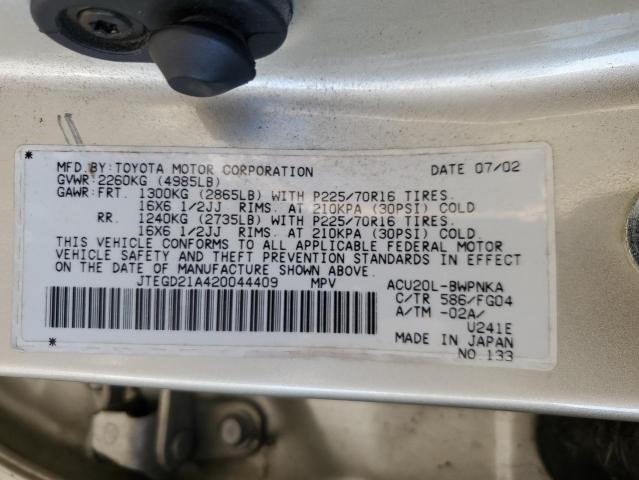 MFD.BY:TOYOTA MOTOR CORPORATION DATE 07/02
GVWR:2260KG (4985LB)
GAWR:FRT. 1300KG (2865LB) WITH P225/70R16 TIRES.
16X6 1/2JJ RIMS. AT 210KPA (30PSI) COLD
RR. 1240KG (2735LB) WITH P225/70R16 TIRES
16X6 1/2JJ RIMS. AT 210KPA (30PSI) COLD.
THIS VEHICLE CONFORMS TO ALL APPLICABLE FEDERAL MOTOR
VEHICLE SAFETY AND THEFT PREVENTION STANDARDS IN EFFECT
ON THE DATE OF MANUFACTURE SHOWN ABOVE.
JTEGD21A420044409 MPV ACU20L-BWPNKA
C/TR 586/FG04
A/TM -02A/
U241E
MADE IN JAPAN
NO.133